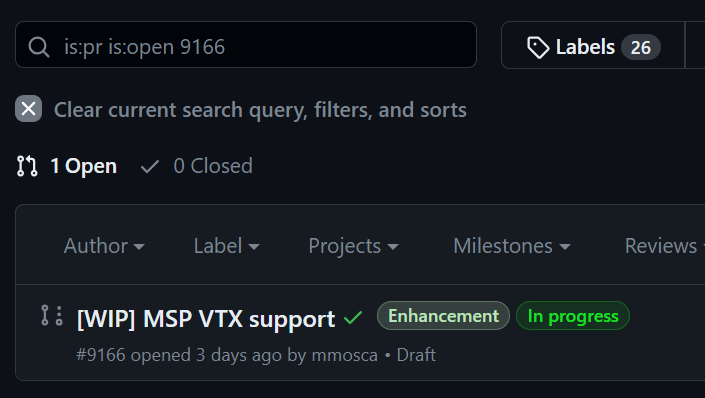 is:pr is:open 9166
Labels 26
Clear current search query, filters, and sorts
1 Open 0 Closed
Author Label Projects Milestones Reviews
[WIP] MSP VTX support Enhancement In progress
#9166 opened 3 days ago by mmosca • Draft